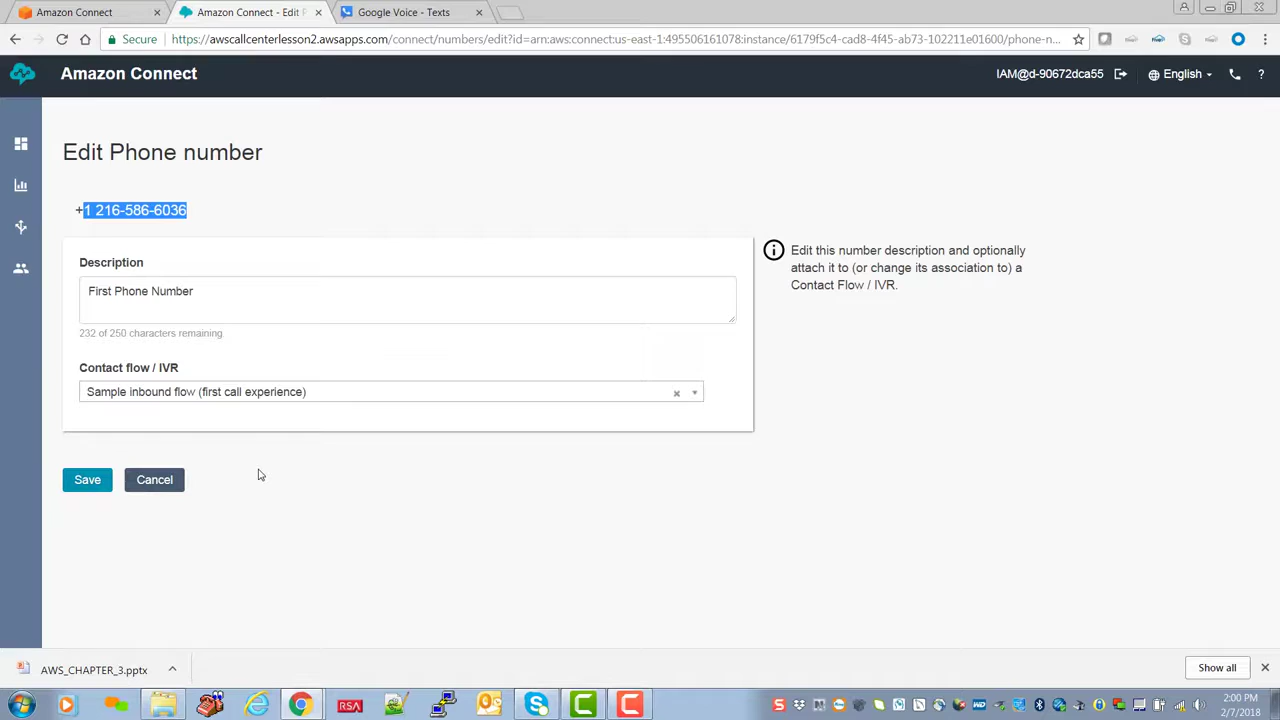 Amazon Connect
Amazon Connect - Edit P
Google Voice - Texts
Secure
https://awscallcenterlesson2.awsapps.com/connect/numbers/edit?id=arn:aws:connect:us-east-1:495506161078:instance/6179f5c4-cad8-4f45-ab73-102211e01600/phone-n...
Amazon Connect
IAM@d-90672dca55
English
?
Edit Phone number
+1 216-586-6036
Description
First Phone Number
232 of 250 characters remaining.
Edit this number description and optionally
attach it to (or change its association to) a
Contact Flow / IVR.
Contact flow / IVR
Sample inbound flow (first call experience)
Save
Cancel
AWS_CHAPTER_3.pptx
Show all
RSA
2:00 PM
2/7/2018